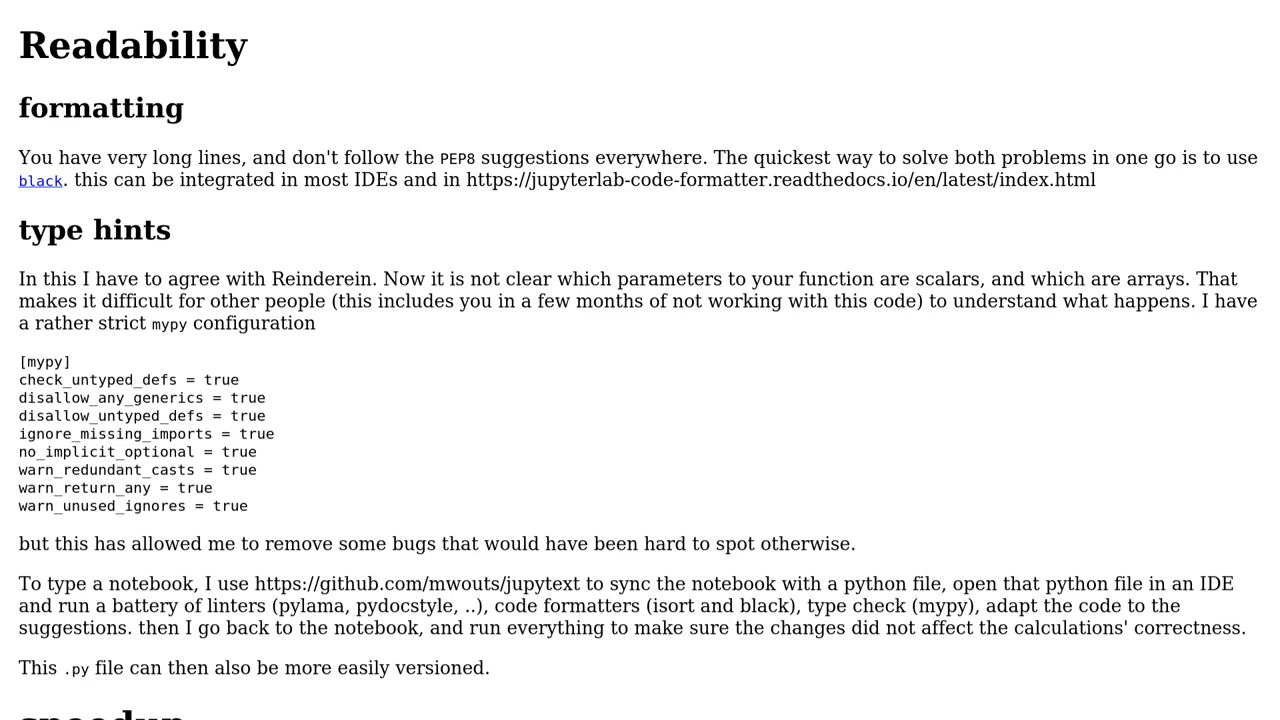 Readability
formatting
You have very long lines, and don't follow the PEP8 suggestions everywhere. The quickest way to solve both problems in one go is to use
black. this can be integrated in most IDEs and in https://jupyterlab-code-formatter.readthedocs.io/en/latest/index.html
type hints
In this I have to agree with Reinderein. Now it is not clear which parameters to your function are scalars, and which are arrays. That
makes it difficult for other people (this includes you in a few months of not working with this code) to understand what happens. I have
a rather strict mypy configuration
[mypy]
check_untyped_defs = true
disallow_any_generics = true
disallow_untyped_defs = true
ignore_missing_imports = true
no_implicit_optional = true
warn_redundant_casts = true
warn_return_any = true
warn_unused_ignores = true
but this has allowed me to remove some bugs that would have been hard to spot otherwise.
To type a notebook, I use https://github.com/mwouts/jupytext to sync the notebook with a python file, open that python file in an IDE
and run a battery of linters (pylama, pydocstyle, ..), code formatters (isort and black), type check (mypy), adapt the code to the
suggestions. then I go back to the notebook, and run everything to make sure the changes did not affect the calculations' correctness.
This .py file can then also be more easily versioned.